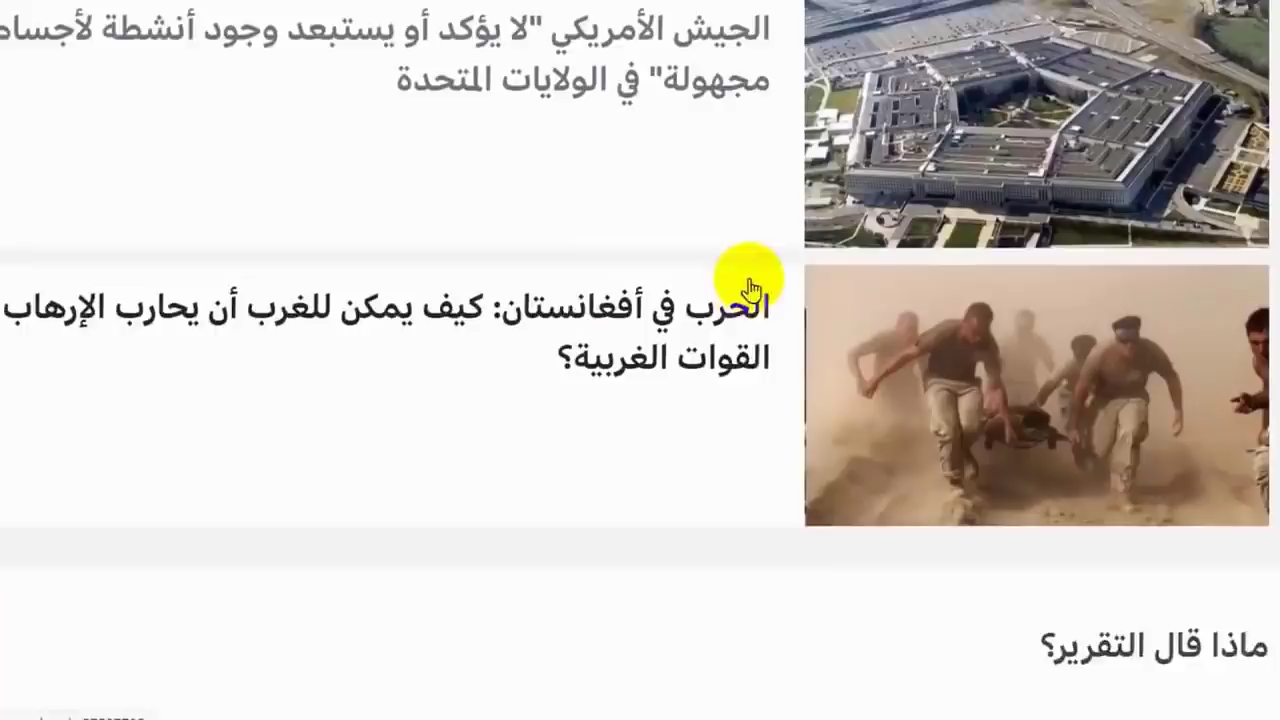 الجيش الأمريكي "لا يؤكد أو يستبعد وجود أنشطة لأجسام
مجهولة" في الولايات المتحدة
الحرب في أفغانستان: كيف يمكن للغرب أن يحارب الإرهاب
القوات الغربية؟
ماذا قال التقرير؟